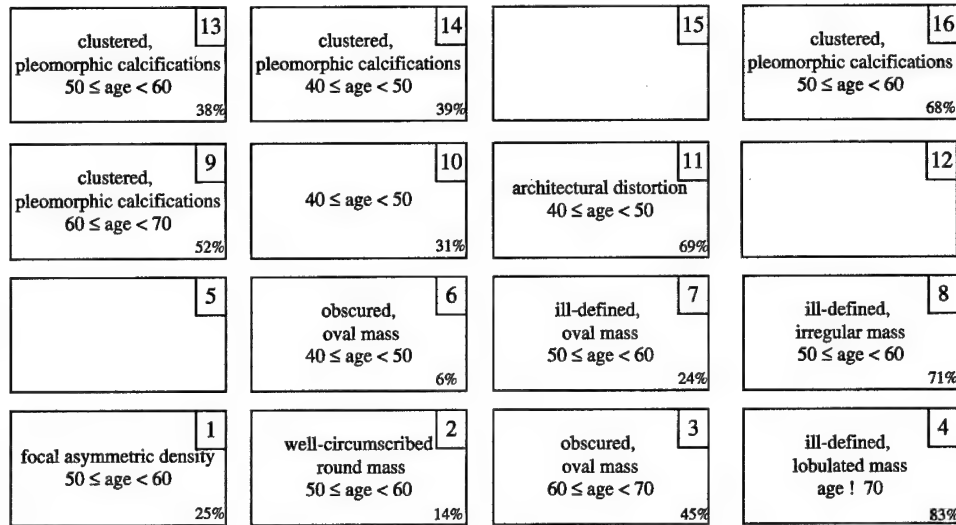 13
clustered,
pleomorphic calcifications
50 ≤ age < 60
38%
14
clustered,
pleomorphic calcifications
40 ≤ age < 50
39%
15
16
clustered,
pleomorphic calcifications
50 ≤ age < 60
68%
9
clustered,
pleomorphic calcifications
60 ≤ age < 70
52%
10
40 ≤ age < 50
31%
11
architectural distortion
40 ≤ age < 50
69%
12
5
6
obscured,
oval mass
40 ≤ age < 50
6%
7
ill-defined,
oval mass
50 ≤ age < 60
24%
8
ill-defined,
irregular mass
50 ≤ age < 60
71%
1
focal asymmetric density
50 ≤ age < 60
25%
2
well-circumscribed
round mass
50 ≤ age < 60
14%
3
obscured,
oval mass
60 ≤ age < 70
45%
4
ill-defined,
lobulated mass
age ! 70
83%